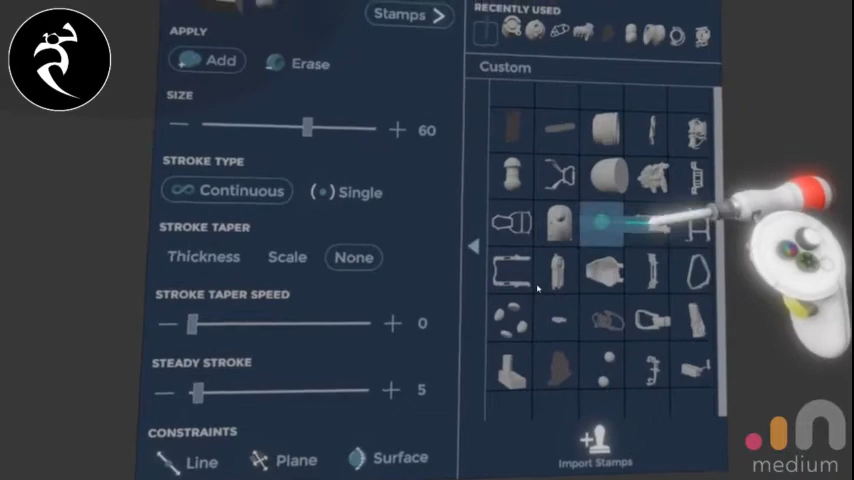 Stamps >
APPLY
Add
Erase
SIZE
— + 60
STROKE TYPE
Continuous
Single
STROKE TAPER
Thickness Scale None
STROKE TAPER SPEED
— + 0
STEADY STROKE
— + 5
CONSTRAINTS
Line Plane Surface
RECENTLY USED
Custom
Import Stamps
medium